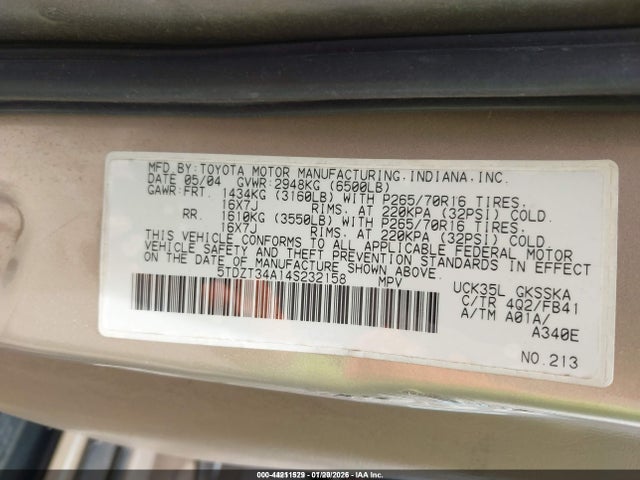 MFD.BY:TOYOTA MOTOR MANUFACTURING.INDIANA,INC.
DATE 05/04 GVWR:2948KG (6500LB)
GAWR:FRT. 1434KG (3160LB) WITH P265/70R16 TIRES.
16X7J RIMS. AT 220KPA (32PSI) COLD.
RR. 1610KG (3550LB) WITH P265/70R16 TIRES.
16X7J RIMS. AT 220KPA (32PSI) COLD.
THIS VEHICLE CONFORMS TO ALL APPLICABLE FEDERAL MOTOR
VEHICLE SAFETY AND THEFT PREVENTION STANDARDS IN EFFECT
ON THE DATE OF MANUFACTURE SHOWN ABOVE.
5TDZT34A14S232158 MPV
UCK35L GKSSKA
C/TR 4Q2/FB41
A/TM A01A/
A340E
NO.213
000-44211529 - 01/20/2026 - IAAHQ.CA